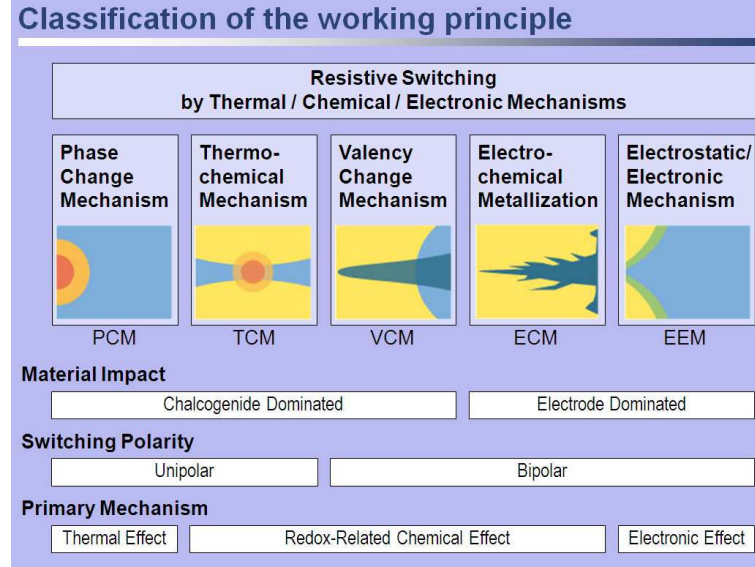 Classification of the working principle
Resistive Switching
by Thermal / Chemical / Electronic Mechanisms
Phase
Change
Mechanism
Thermo-
chemical
Mechanism
Valency
Change
Mechanism
Electro-
chemical
Metallization
Electrostatic/
Electronic
Mechanism
PCM
TCM
VCM
ECM
EEM
Material Impact
Chalcogenide Dominated
Electrode Dominated
Switching Polarity
Unipolar
Bipolar
Primary Mechanism
Thermal Effect
Redox-Related Chemical Effect
Electronic Effect